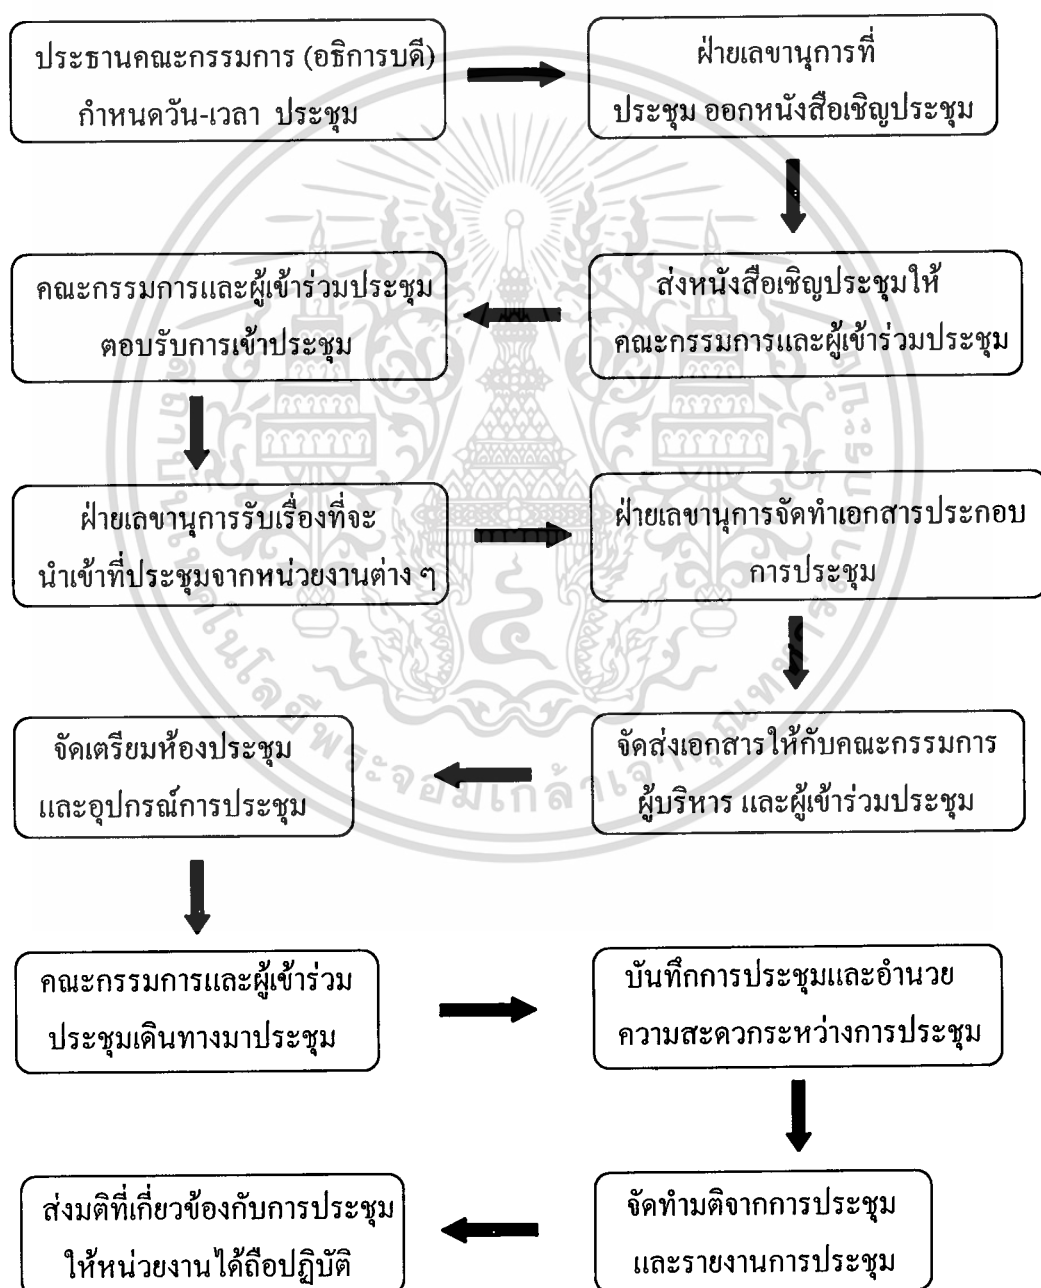 ประธานคณะกรรมการ (อธิการบดี)
กำหนดวัน-เวลา ประชุม
ฝ่ายเลขานุการที่
ประชุม ออกหนังสือเชิญประชุม
ส่งหนังสือเชิญประชุมให้
คณะกรรมการและผู้เข้าร่วมประชุม
คณะกรรมการและผู้เข้าร่วมประชุม
ตอบรับการเข้าประชุม
ฝ่ายเลขานุการรับเรื่องที่จะ
นำเข้าที่ประชุมจากหน่วยงานต่าง ๆ
ฝ่ายเลขานุการจัดทำเอกสารประกอบ
การประชุม
จัดส่งเอกสารให้กับคณะกรรมการ
ผู้บริหาร และผู้เข้าร่วมประชุม
จัดเตรียมห้องประชุม
และอุปกรณ์การประชุม
คณะกรรมการและผู้เข้าร่วม
ประชุมเดินทางมาประชุม
บันทึกการประชุมและอำนวย
ความสะดวกระหว่างการประชุม
จัดทำมติจากการประชุม
และรายงานการประชุม
ส่งมติที่เกี่ยวข้องกับการประชุม
ให้หน่วยงานได้ถือปฏิบัติ